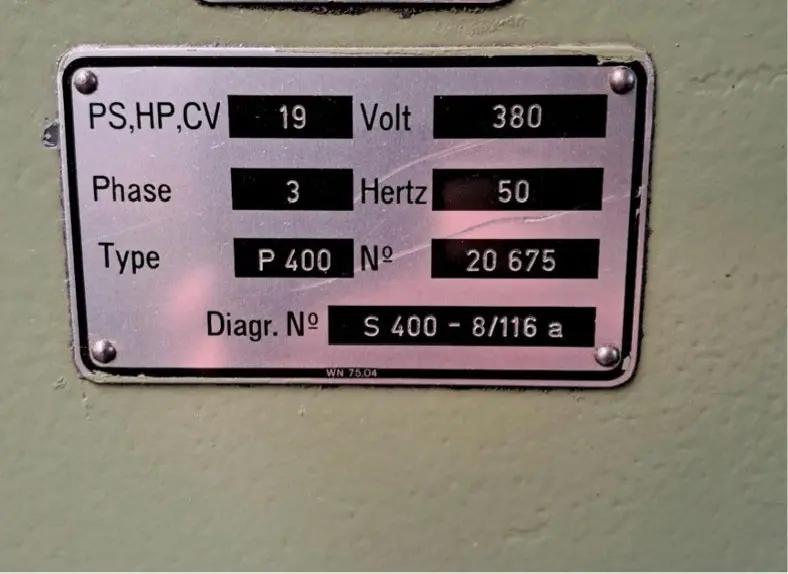 PS,HP,CV 19 Volt 380
Phase 3 Hertz 50
Type P 400 Nº 20 675
Diagr. Nº S 400 - 8/116 a
WN 75.04